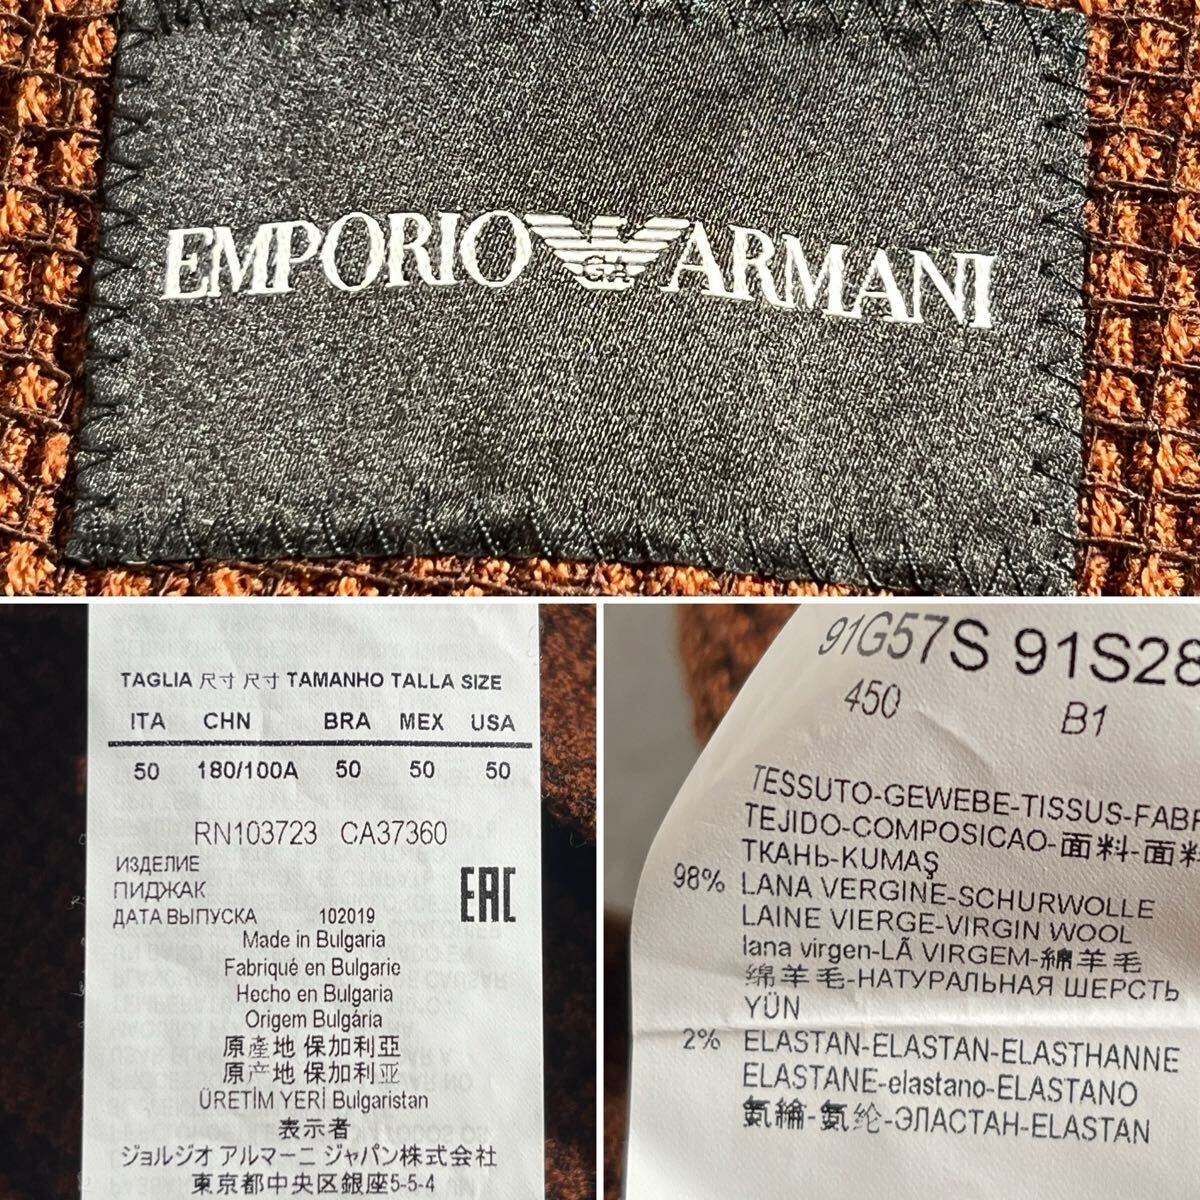 EMPORIO ARMANI
GA
TAGLIA 尺寸 尺寸 TAMANHO TALLA SIZE
ITA CHN BRA MEX USA
50 180/100A 50 50 50
RN103723 CA37360
ИЗДЕЛИЕ
ПИДЖАК
ДАТА ВЫПУСКА 102019
EAC
Made in Bulgaria
Fabriqué en Bulgarie
Hecho en Bulgaria
Origem Bulgária
原產地 保加利亞
原产地 保加利亚
ÜRETİM YERİ Bulgaristan
表示者
ジョルジオ アルマーニ ジャパン株式会社
東京都中央区銀座5-5-4
91G57S 91S28
450 B1
TESSUTO-GEWEBE-TISSUS-FABR
TEJIDO-COMPOSICAO-面料-面料
ТКАНЬ-KUMAŞ
98% LANA VERGINE-SCHURWOLLE
LAINE VIERGE-VIRGIN WOOL
lana virgen-LÃ VIRGEM-綿羊毛
绵羊毛-НАТУРАЛЬНАЯ ШЕРСТЬ
YÜN
2% ELASTAN-ELASTAN-ELASTHANNE
ELASTANE-elastano-ELASTANO
氨綸-氨纶-ЭЛАСТАН-ELASTAN